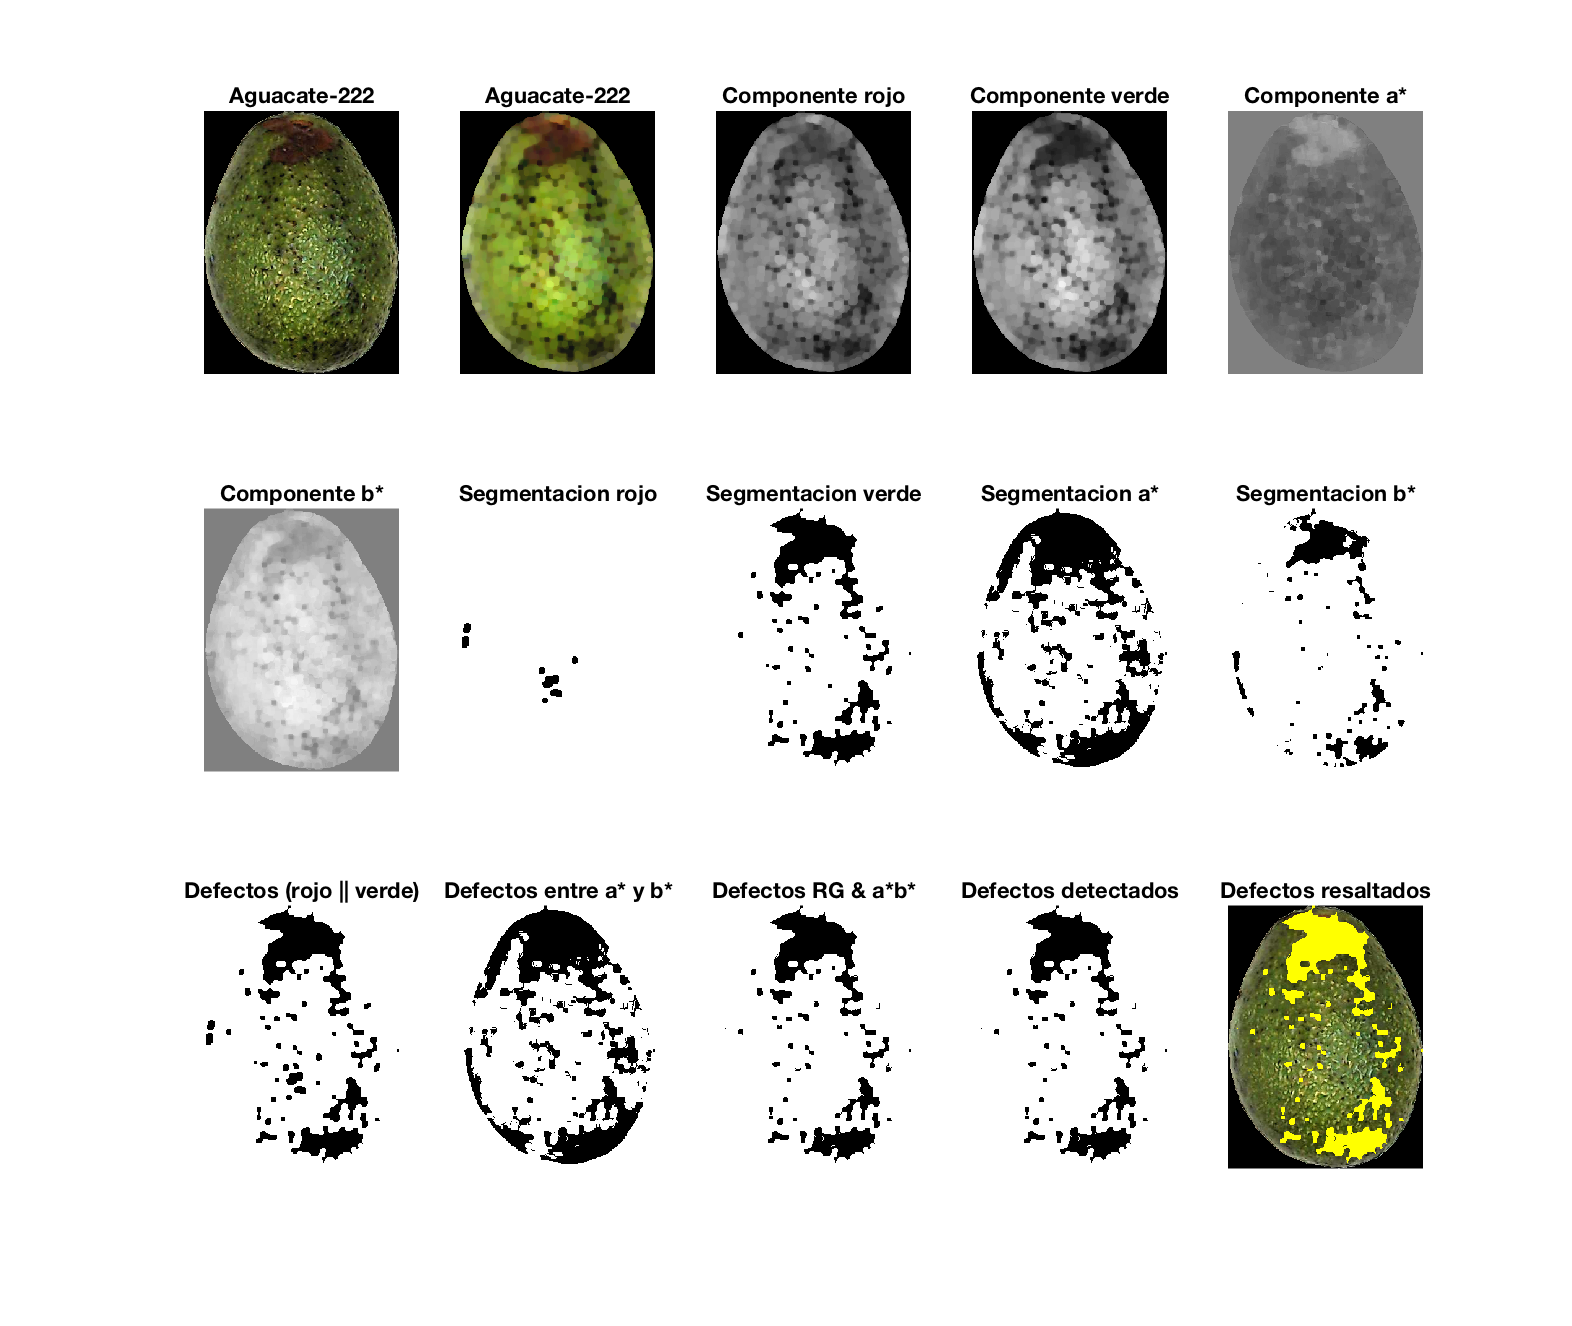 Aguacate-222
Aguacate-222
Componente rojo
Componente verde
Componente a*
Componente b*
Segmentacion rojo
Segmentacion verde
Segmentacion a*
Segmentacion b*
Defectos (rojo || verde)
Defectos entre a* y b*
Defectos RG & a*b*
Defectos detectados
Defectos resaltados